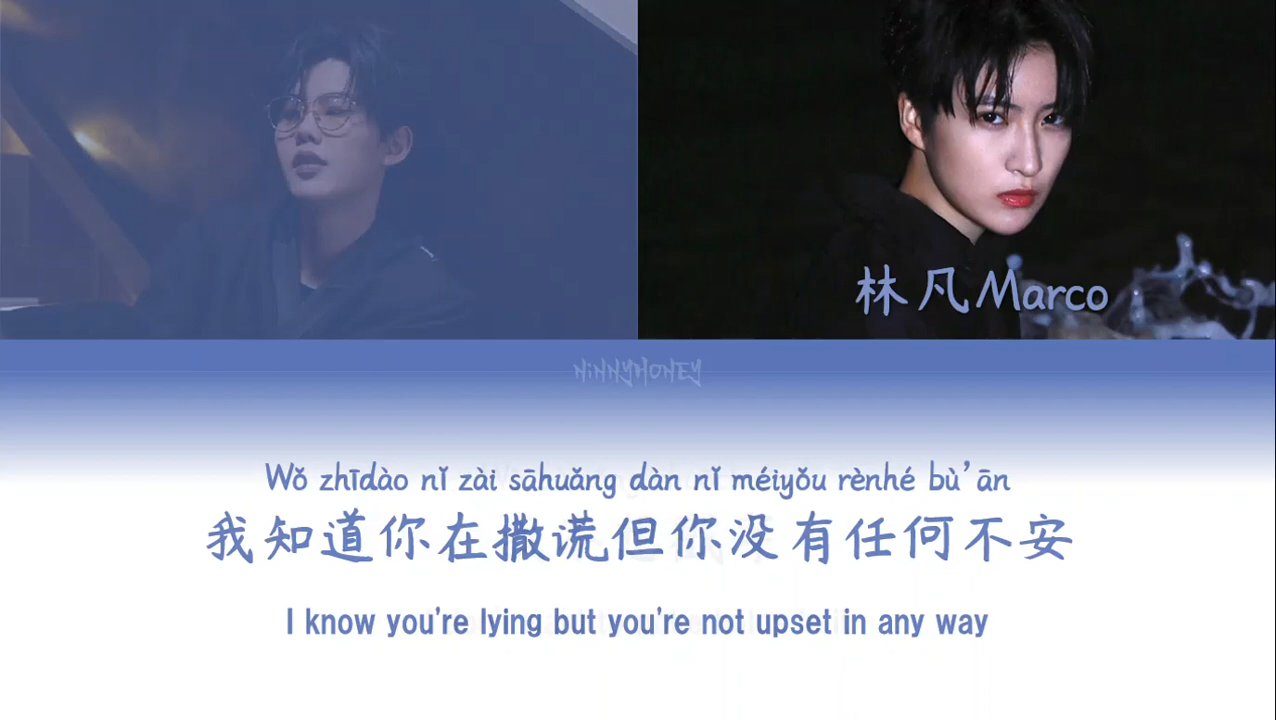 林凡Marco
NiNNYHONEY
Wǒ zhīdào nǐ zài sāhuǎng dàn nǐ méiyǒu rènhé bù'ān
我知道你在撒谎但你没有任何不安
I know you're lying but you're not upset in any way